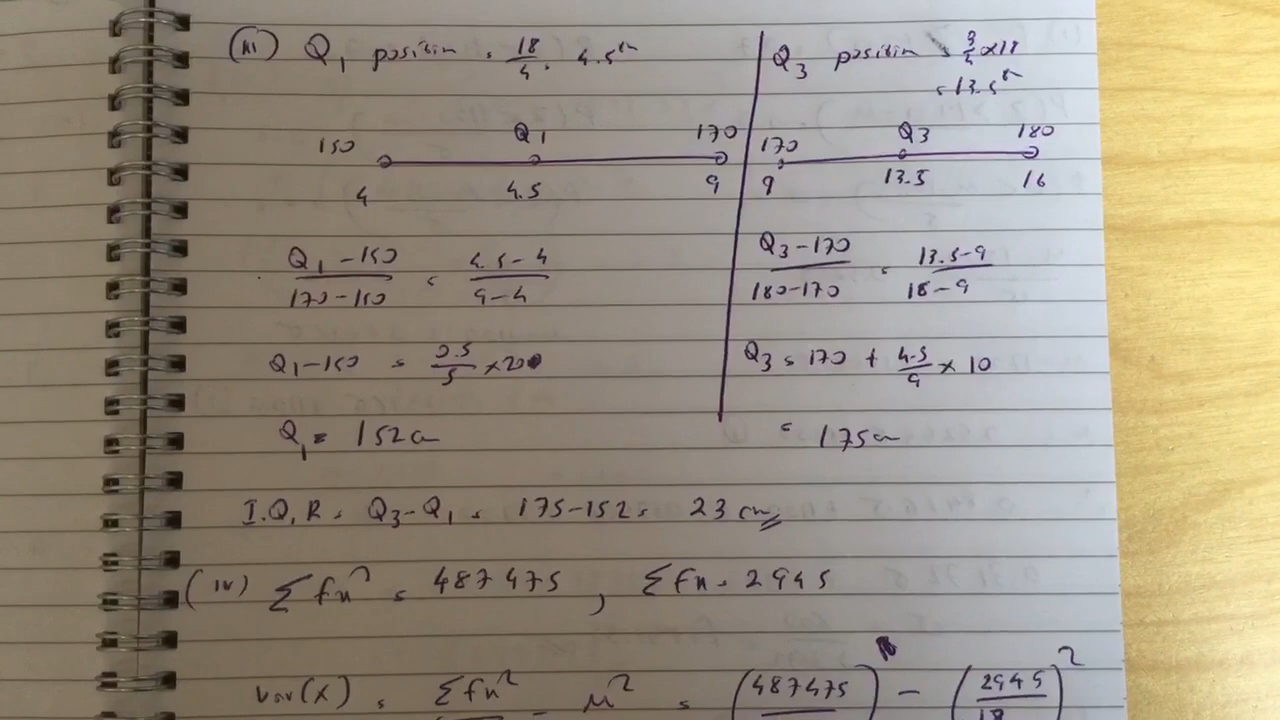 (iii) Q1 position = 18/4 = 4.5th
150 Q1 170
4 4.5 9
Q1 - 150 / 170 - 150 = 4.5 - 4 / 9 - 4
Q1 - 150 = 0.5/5 × 20
Q1 = 152cm
Q3 position = 3/4 × 18
= 13.5th
170 Q3 180
9 13.5 18
Q3 - 170 / 180 - 170 = 13.5 - 9 / 18 - 9
Q3 = 170 + 4.5/9 × 10
= 175cm
I.Q.R = Q3 - Q1 = 175 - 152 = 23 cm
(iv) Σfx² = 487475, Σfx = 2945
Var(X) = Σfx² - μ² = (487475) - (2945/18)²